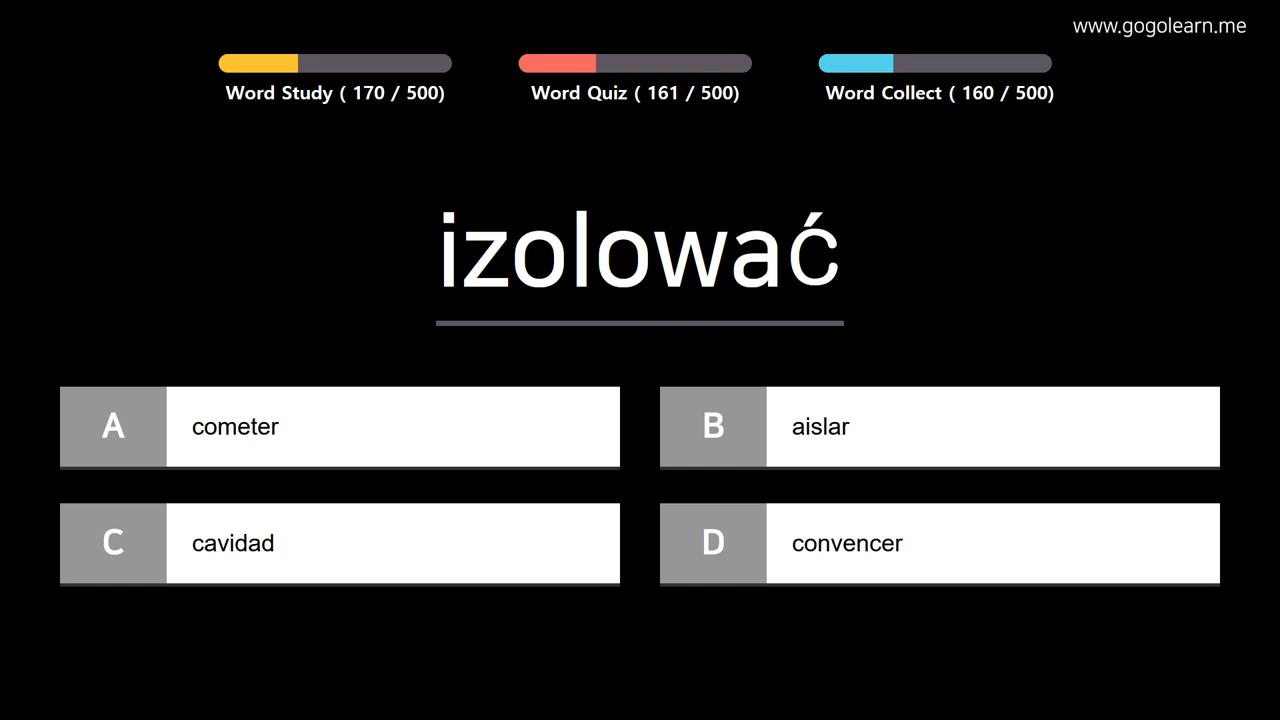 www.gogolearn.me
Word Study ( 170 / 500)
Word Quiz ( 161 / 500)
Word Collect ( 160 / 500)
izolować
A cometer
B aislar
C cavidad
D convencer